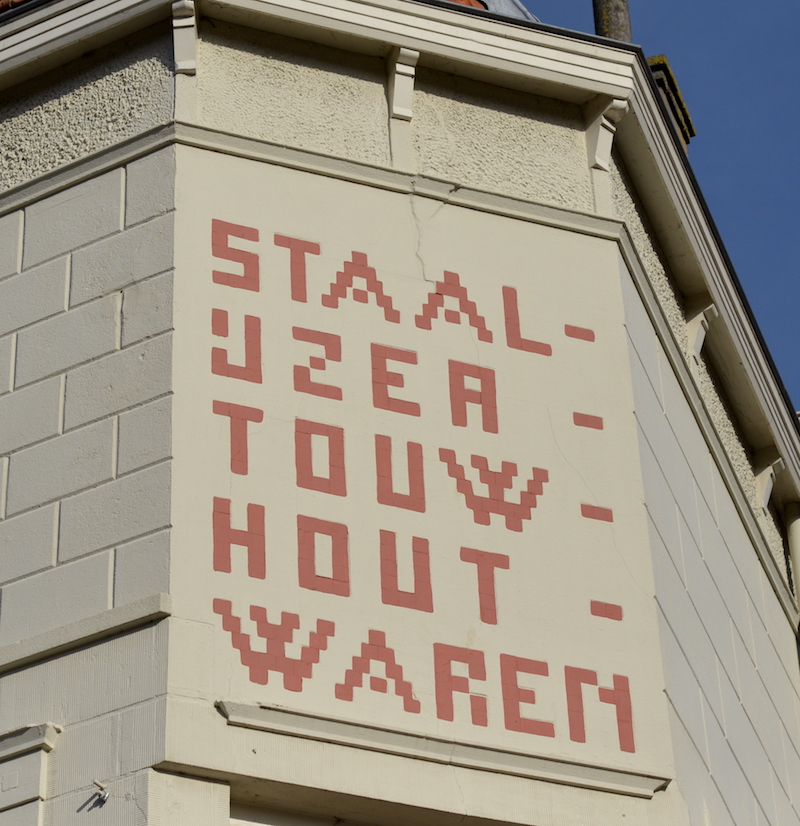 STAAL-
IJZER -
TOUW -
HOUT -
WAREN